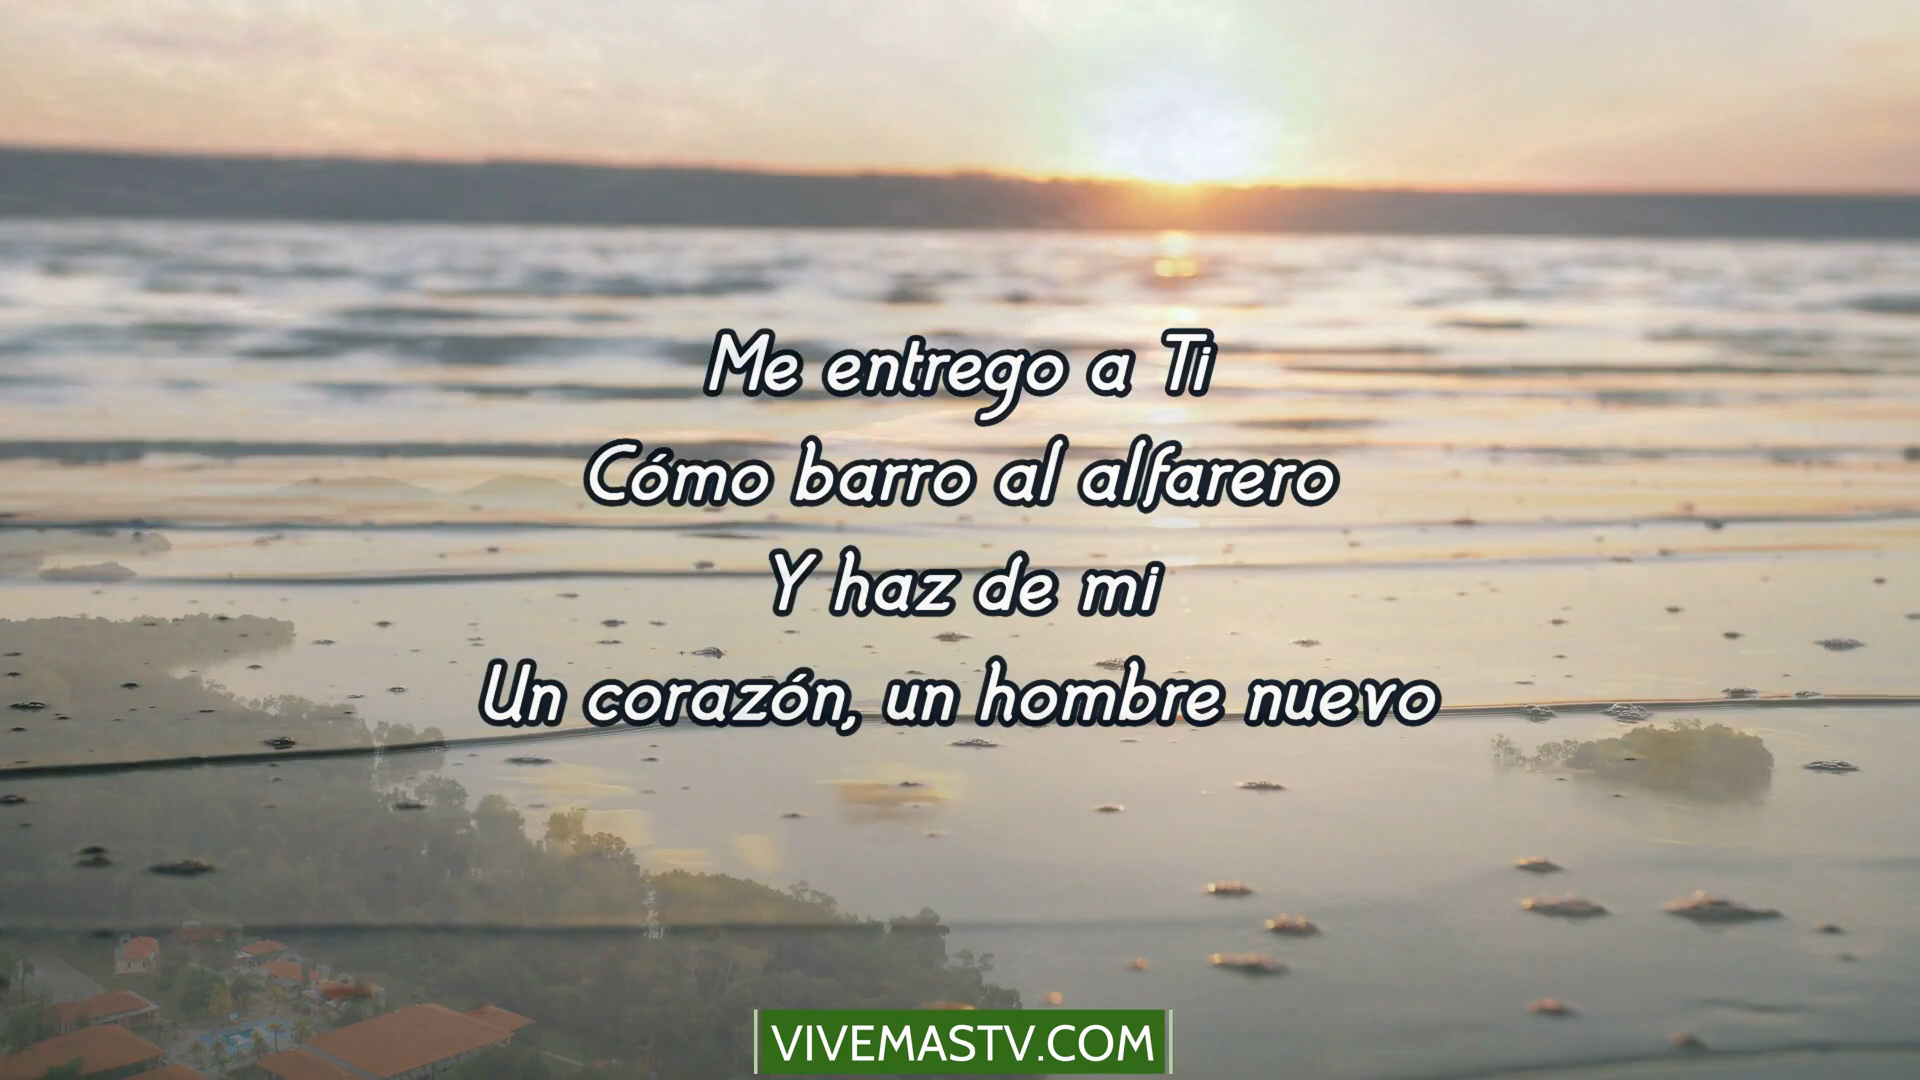 Me entrego a Ti
Cómo barro al alfarero
Y haz de mi
Un corazón, un hombre nuevo
VIVEMASTV.COM